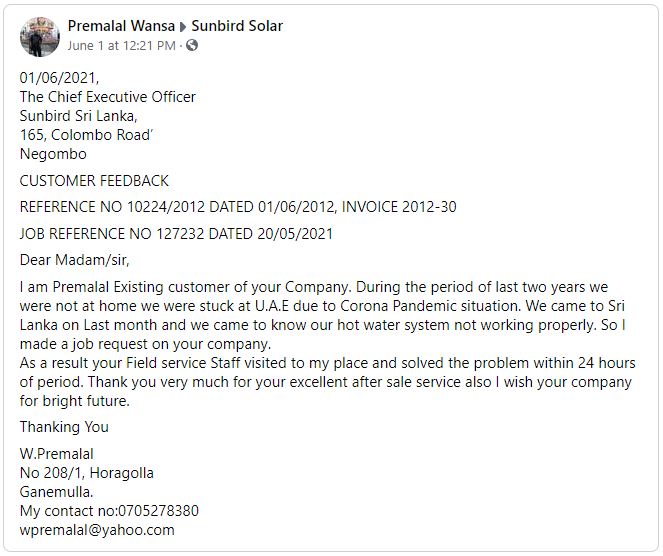 Premalal Wansa ▸ Sunbird Solar
June 1 at 12:21 PM ·
01/06/2021,
The Chief Executive Officer
Sunbird Sri Lanka,
165, Colombo Road’
Negombo
CUSTOMER FEEDBACK
REFERENCE NO 10224/2012 DATED 01/06/2012, INVOICE 2012-30
JOB REFERENCE NO 127232 DATED 20/05/2021
Dear Madam/sir,
I am Premalal Existing customer of your Company. During the period of last two years we
were not at home we were stuck at U.A.E due to Corona Pandemic situation. We came to Sri
Lanka on Last month and we came to know our hot water system not working properly. So I
made a job request on your company.
As a result your Field service Staff visited to my place and solved the problem within 24 hours
of period. Thank you very much for your excellent after sale service also I wish your company
for bright future.
Thanking You
W.Premalal
No 208/1, Horagolla
Ganemulla.
My contact no:0705278380
wpremalal@yahoo.com